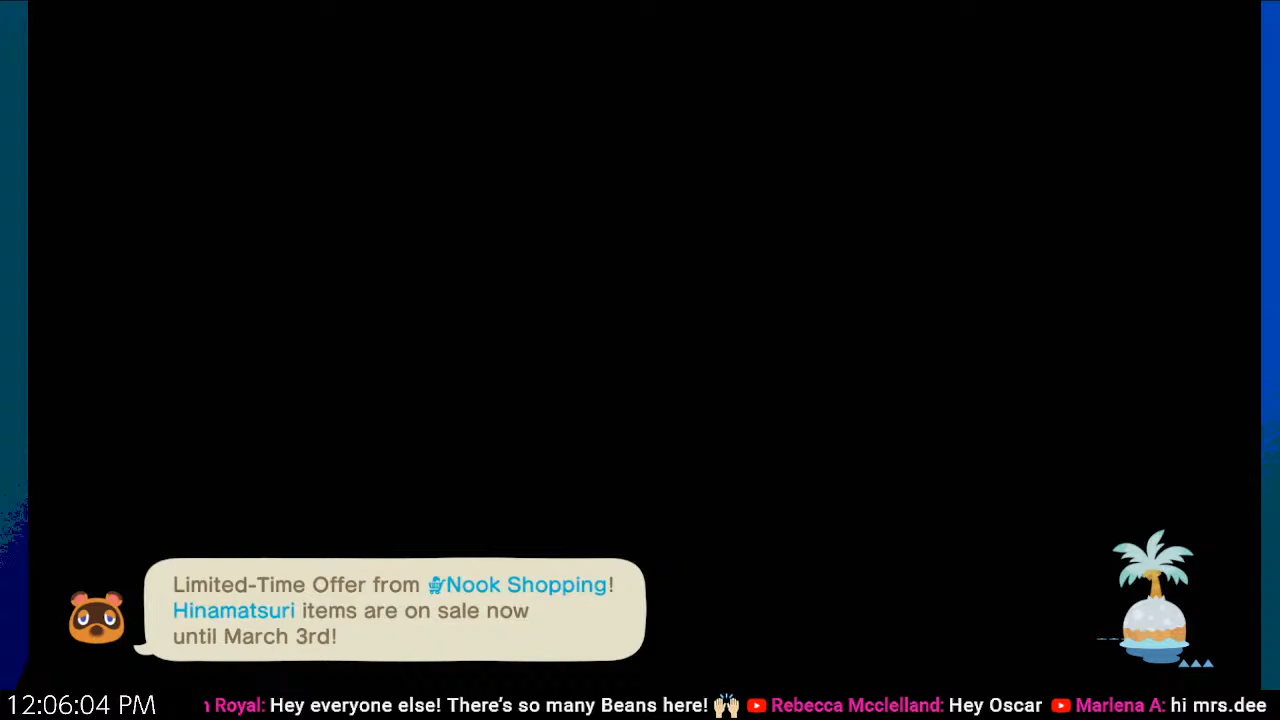 Limited-Time Offer from Nook Shopping!
Hinamatsuri items are on sale now
until March 3rd!
12:06:04 PM
Royal: Hey everyone else! There's so many Beans here! 🙌🏻 Rebecca Mcclelland: Hey Oscar Marlena A: hi mrs.dee